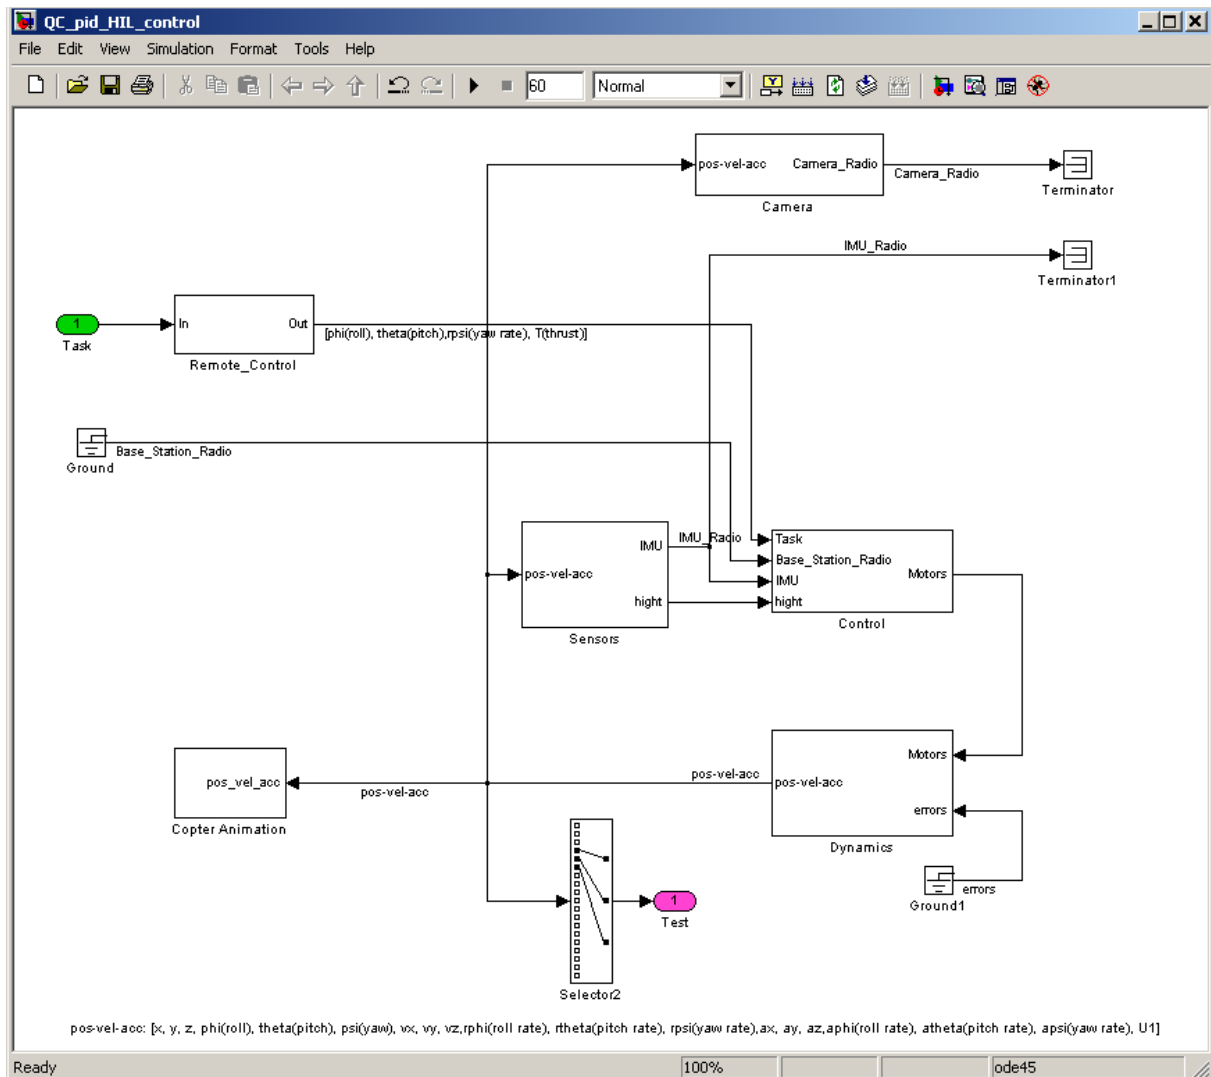 QC_pid_HIL_control
File Edit View Simulation Format Tools Help
60 Normal
pos-vel-acc Camera_Radio
Camera_Radio
Camera
Terminator
IMU_Radio
Terminator1
1
Task
In Out
Remote_Control
[phi(roll), theta(pitch),rpsi(yaw rate), T(thrust)]
Ground
Base_Station_Radio
pos-vel-acc
IMU
hight
Sensors
IMU_Radio
Task
Base_Station_Radio
IMU
hight
Motors
Control
pos_vel_acc
Copter Animation
pos-vel-acc
pos-vel-acc
Motors
pos-vel-acc
errors
Dynamics
Ground1
errors
Selector2
1
Test
pos-vel-acc: [x, y, z, phi(roll), theta(pitch), psi(yaw), vx, vy, vz,rphi(roll rate), rtheta(pitch rate), rpsi(yaw rate),ax, ay, az,aphi(roll rate), atheta(pitch rate), apsi(yaw rate), U1]
Ready 100% ode45